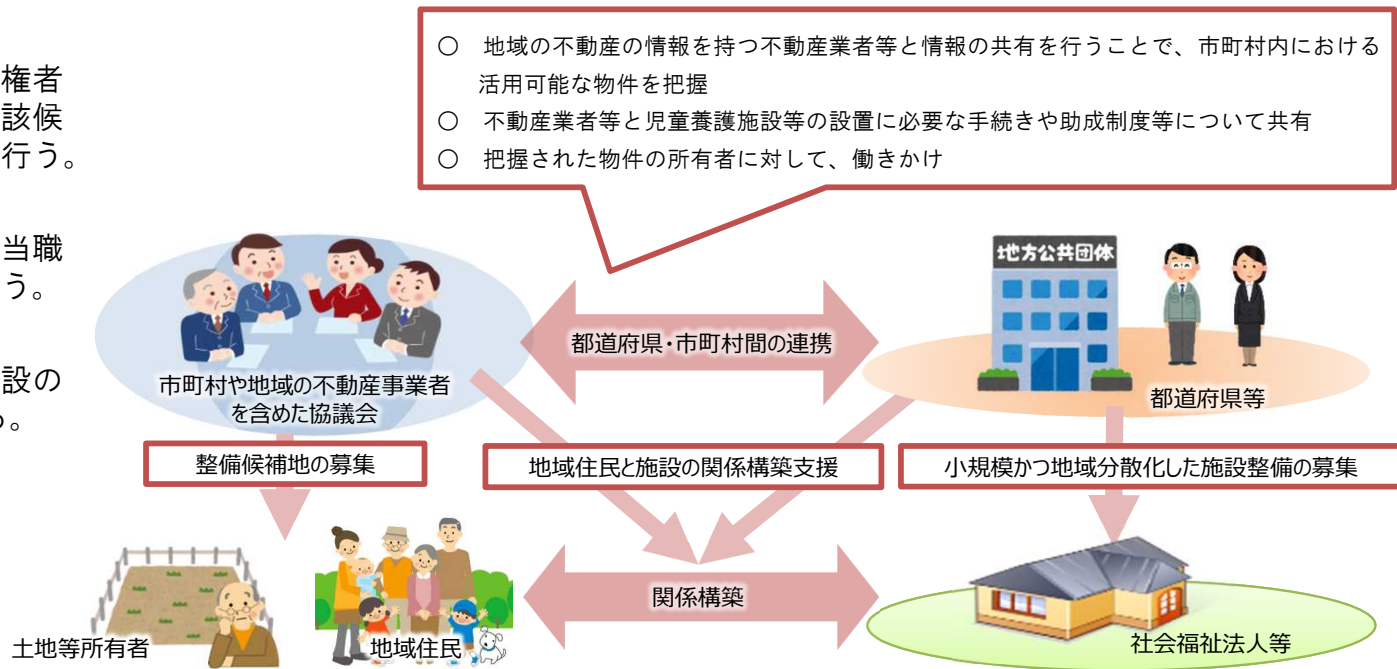 権者
該候
行う。
当職
う。
設の
る。
○ 地域の不動産の情報を持つ不動産業者等と情報の共有を行うことで、市町村内における
活用可能な物件を把握
○ 不動産業者等と児童養護施設等の設置に必要な手続きや助成制度等について共有
○ 把握された物件の所有者に対して、働きかけ
市町村や地域の不動産事業者
を含めた協議会
都道府県・市町村間の連携
地方公共団体
都道府県等
整備候補地の募集
地域住民と施設の関係構築支援
小規模かつ地域分散化した施設整備の募集
土地等所有者
地域住民
関係構築
社会福祉法人等